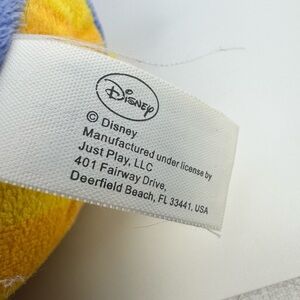 Disney
© Disney
Manufactured under license by
Just Play, LLC
401 Fairway Drive,
Deerfield Beach, FL 33441. USA